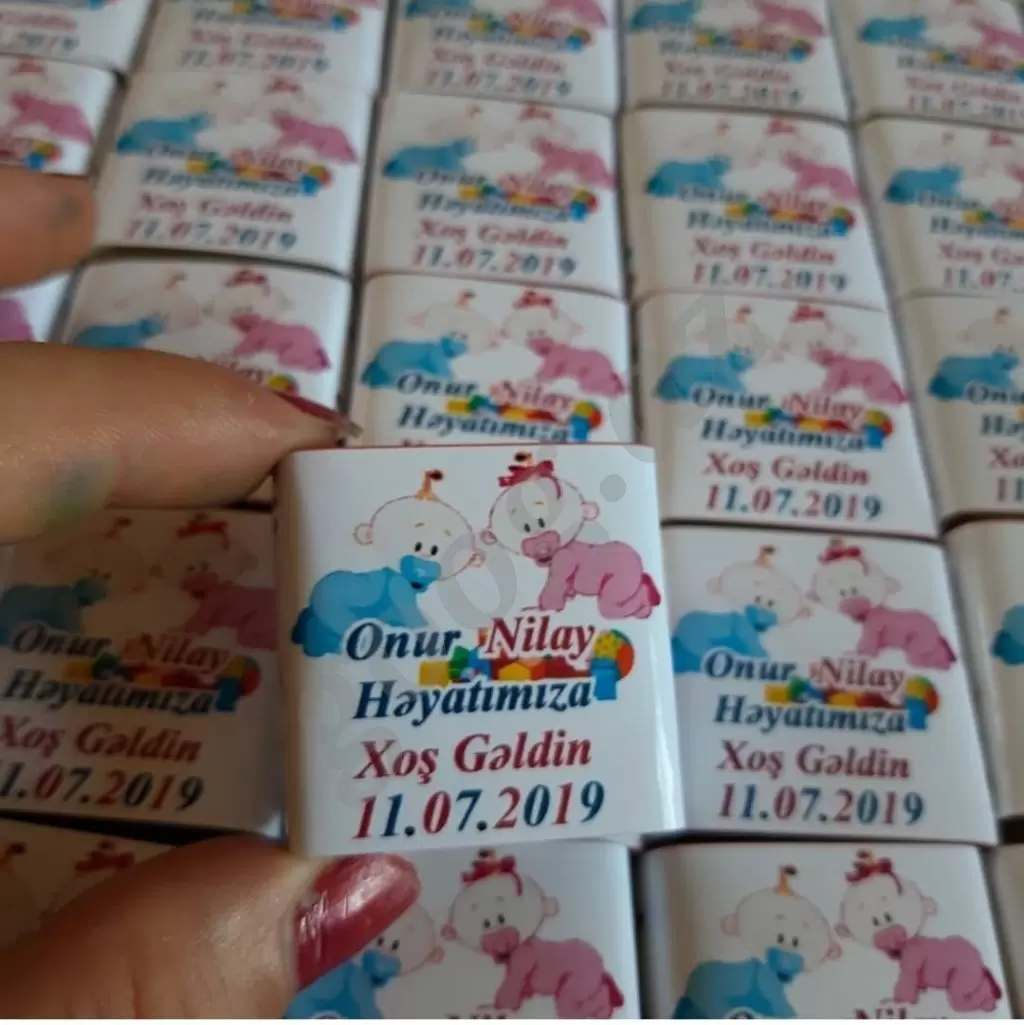 Onur Nilay
Həyatımıza
Xoş Gəldin
11.07.2019